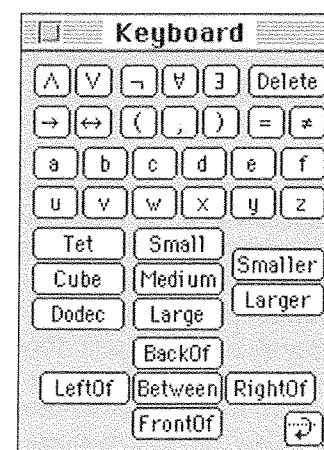 Keyboard
∧ ∨ ¬ ∀ ∃ Delete
→ ↔ ( , ) = ≠
a b c d e f
u v w x y z
Tet Small
Smaller
Cube Medium
Larger
Dodec Large
BackOf
LeftOf Between RightOf
FrontOf